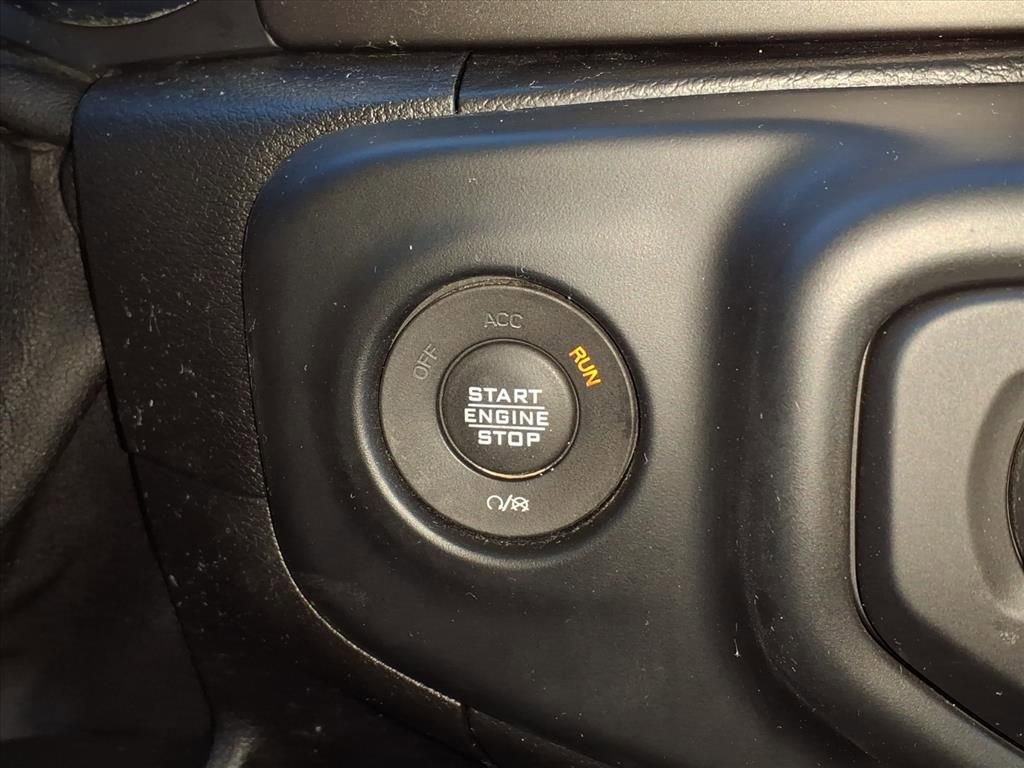 OFF
ACC
RUN
START
ENGINE
STOP